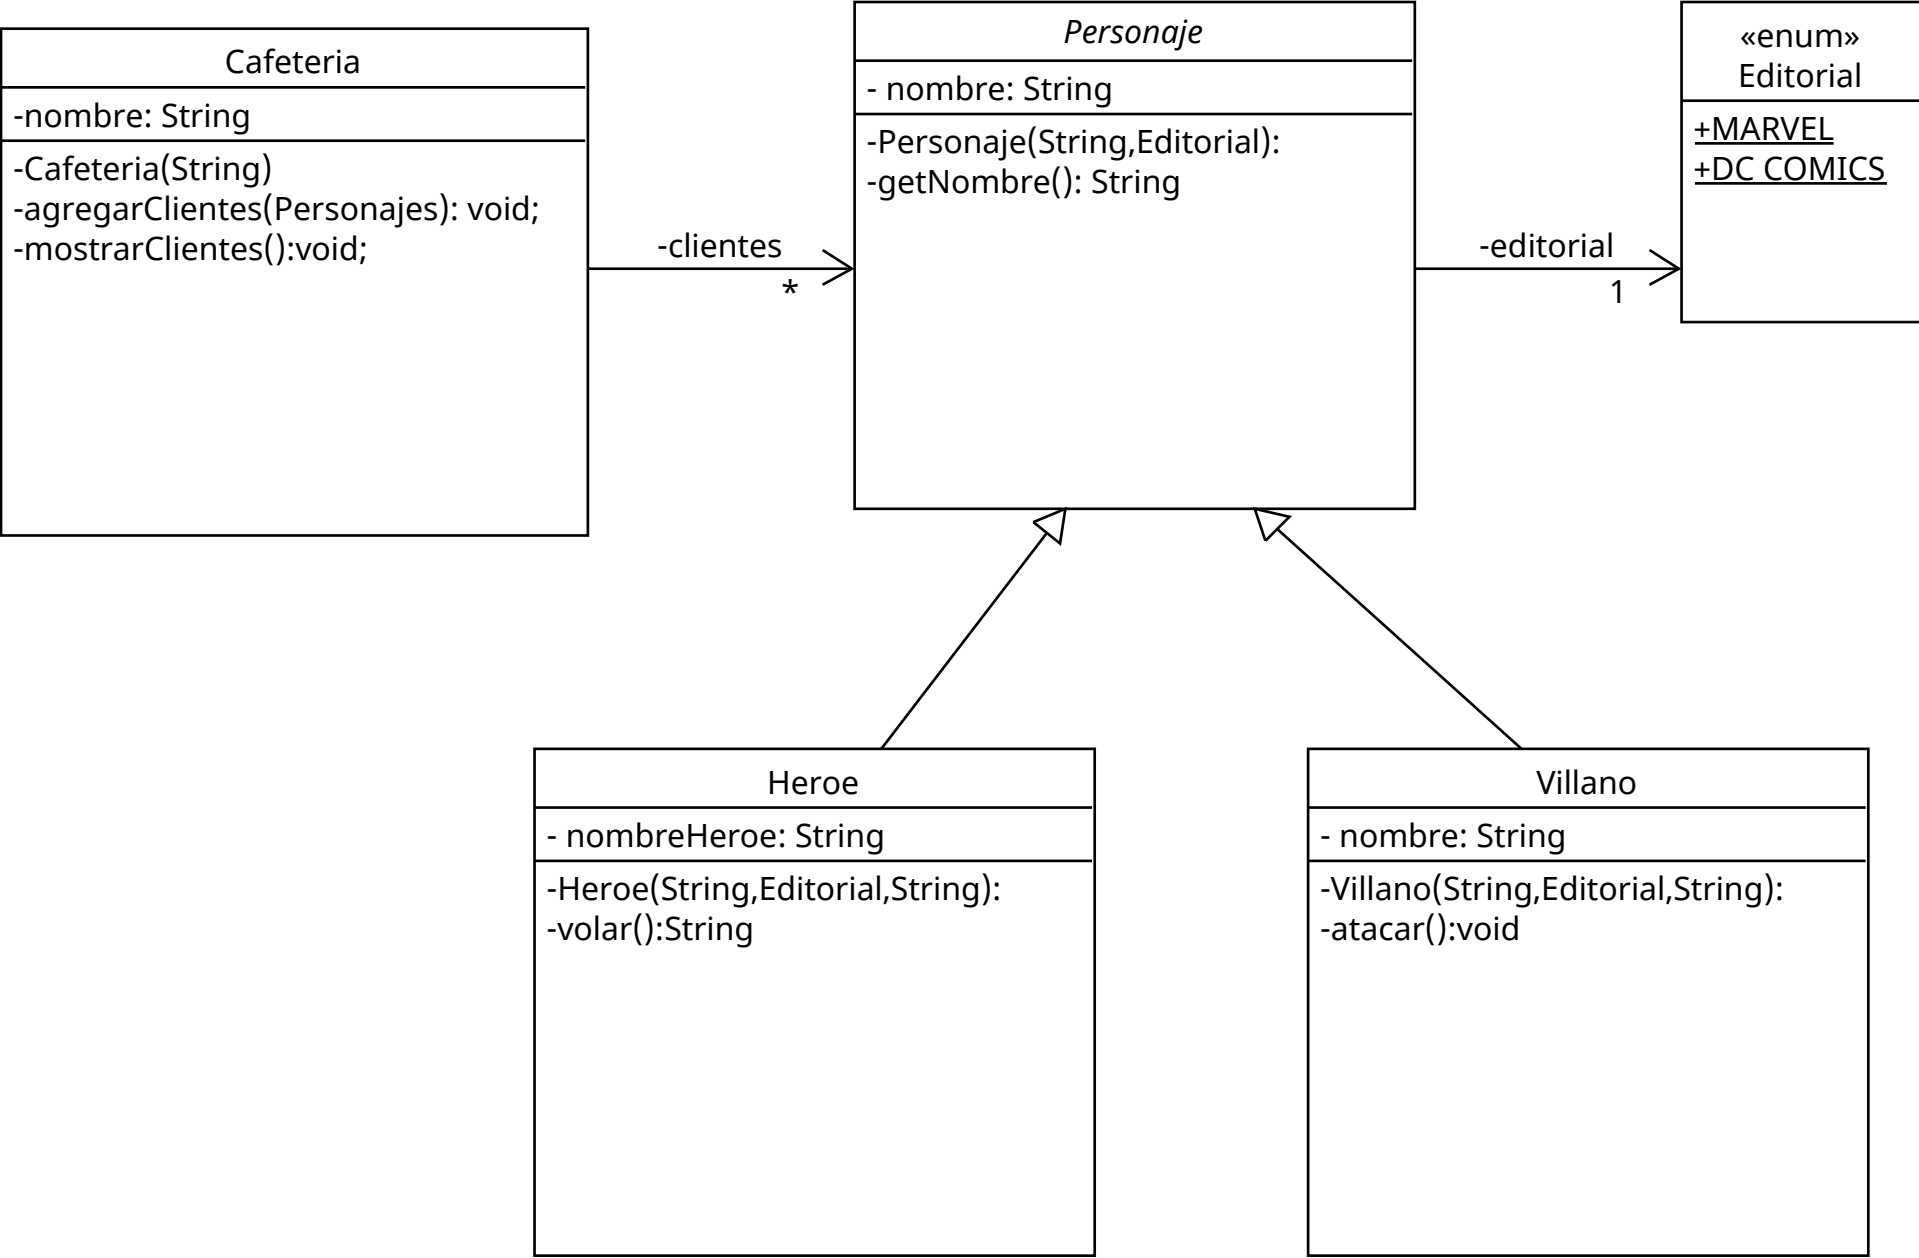 Cafeteria
-nombre: String
-Cafeteria(String)
-agregarClientes(Personajes): void;
-mostrarClientes():void;
-clientes
*
Personaje
- nombre: String
-Personaje(String,Editorial):
-getNombre(): String
-editorial
1
«enum»
Editorial
+MARVEL
+DC COMICS
Heroe
- nombreHeroe: String
-Heroe(String,Editorial,String):
-volar():String
Villano
- nombre: String
-Villano(String,Editorial,String):
-atacar():void